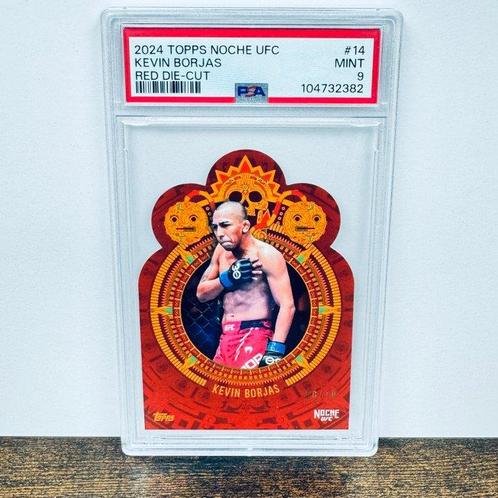 2024 TOPPS NOCHE UFC #14
KEVIN BORJAS MINT
RED DIE-CUT 9
PSA 104732382
UFC
KEVIN BORJAS
Topps
NOCHE
UFC